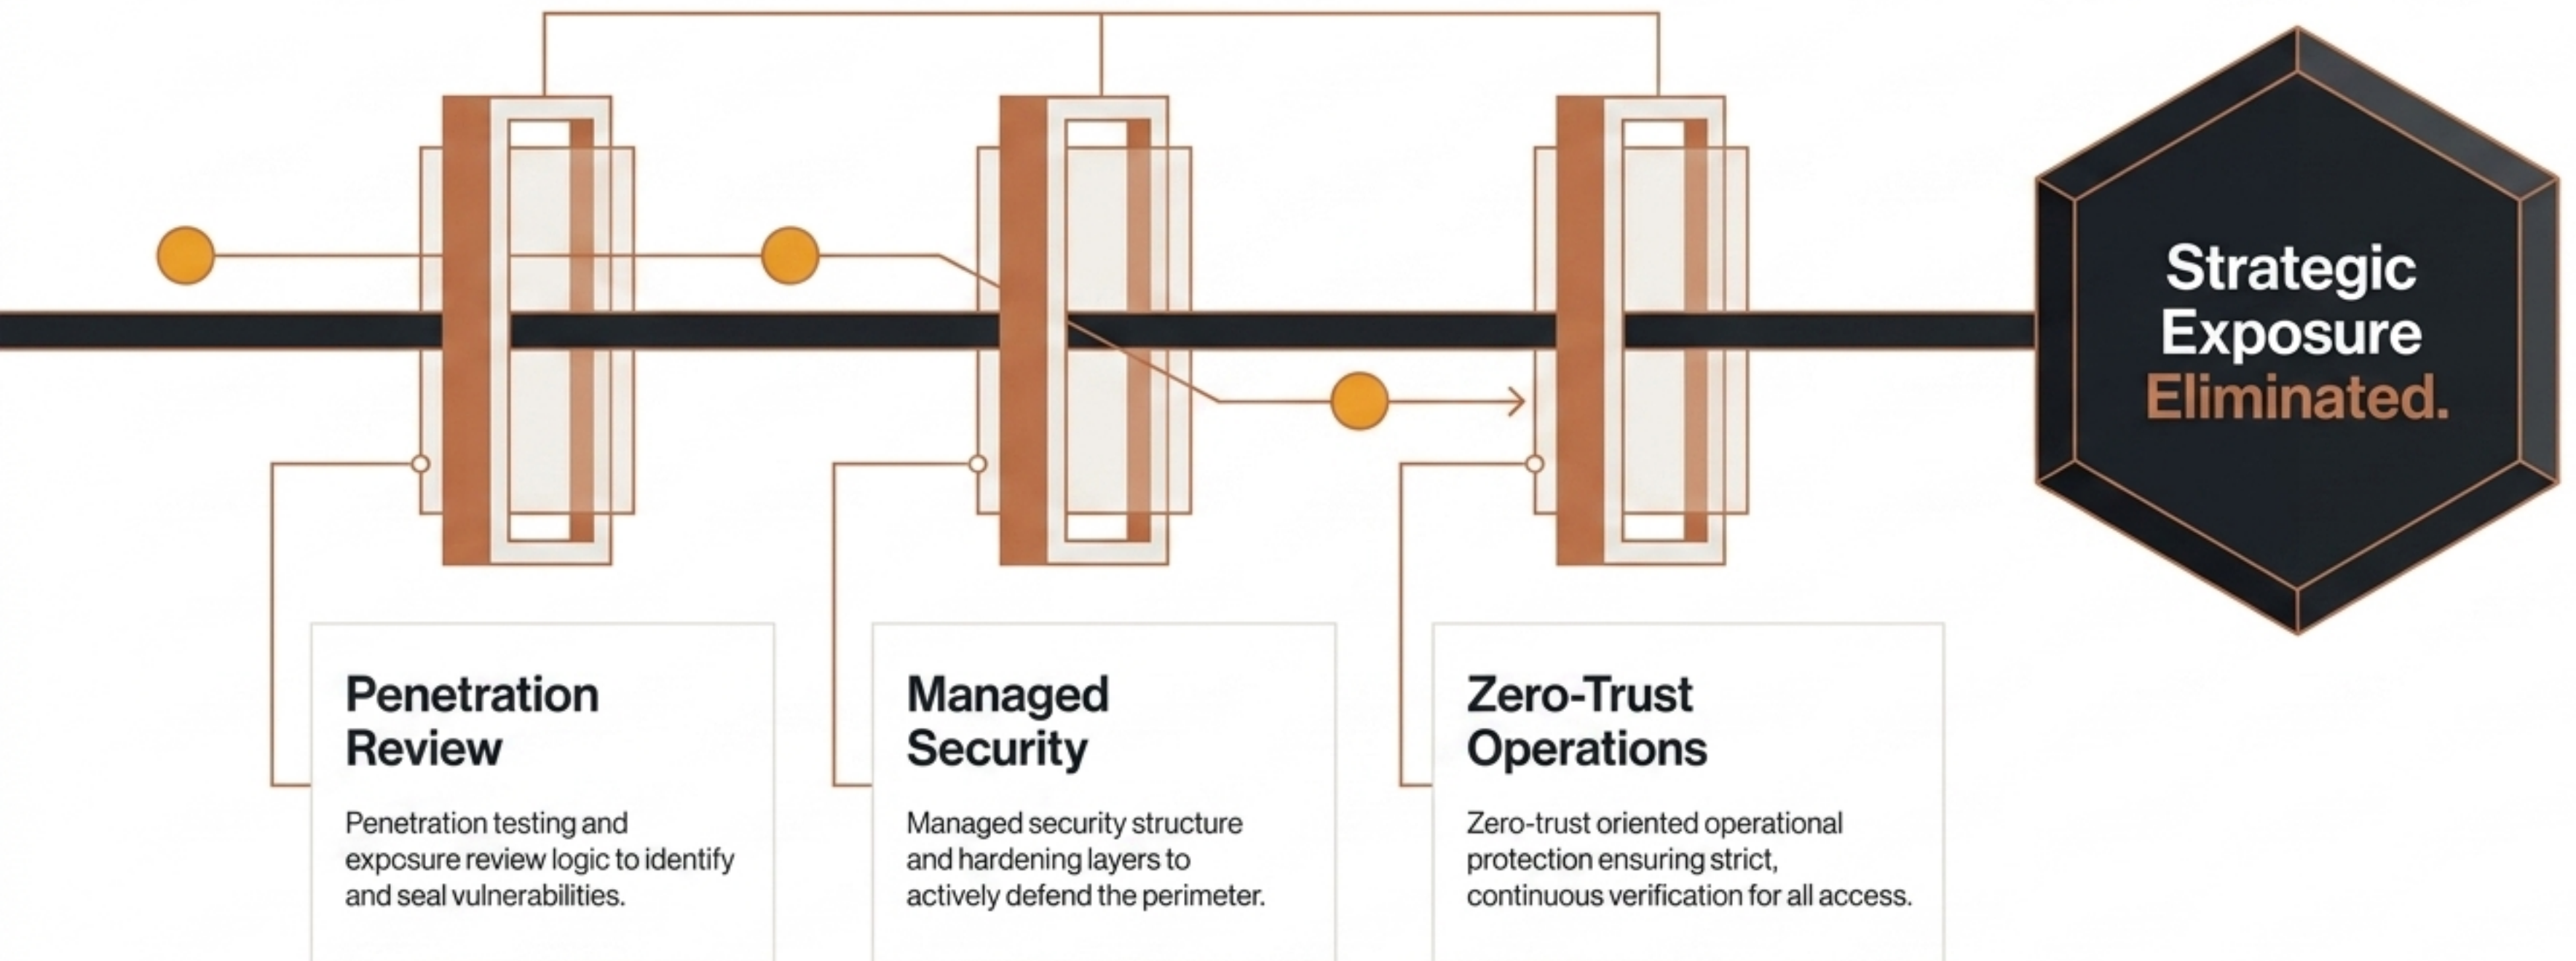 Strategic
Exposure
Eliminated.
Penetration
Review
Penetration testing and
exposure review logic to identify
and seal vulnerabilities.
Managed
Security
Managed security structure
and hardening layers to
actively defend the perimeter.
Zero-Trust
Operations
Zero-trust oriented operational
protection ensuring strict,
continuous verification for all access.